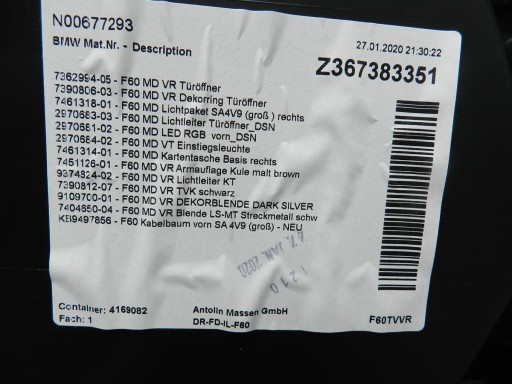 N00677293
27.01.2020 21:30:22
BMW Mat.Nr. - Description
Z367383351
7362994-05 - F60 MD VR Türöffner
7390806-03 - F60 MD VR Dekorring Türöffner
7461318-01 - F60 MD Lichtpaket SA4V9 (groß ) rechts
2970683-03 - F60 MD Lichtleiter Türöffner_DSN
2970681-02 - F60 MD LED RGB vorn_DSN
2970684-02 - F60 MD VT Einstiegsleuchte
7461314-01 - F60 MD Kartentasche Basis rechts
7451126-01 - F60 MD VR Armauflage Kule malt brown
9374824-02 - F60 MD VR Lichtleiter KT
7390812-07 - F60 MD VR TVK schwarz
9109700-01 - F60 MD VR DEKORBLENDE DARK SILVER
7404650-04 - F60 MD VR Blende LS-MT Streckmetall schw
KB9497856 - F60 Kabelbaum vorn SA 4V9 (groß) - NEU
27. JAN. 2020
1210
Container: 4169082
Fach: 1
Antolin Massen GmbH
DR-FD-IL-F60
F60TVVR